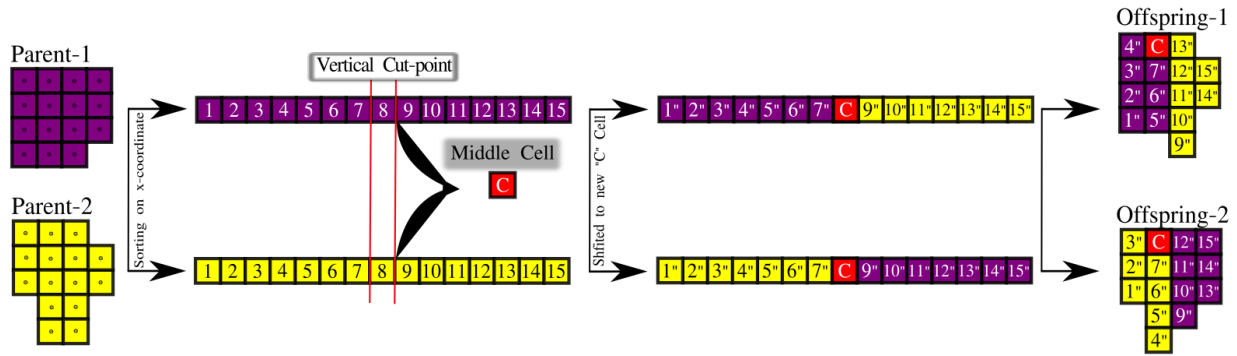 Parent-1
Parent-2
Sorting on x-coordinate
Vertical Cut-point
1 2 3 4 5 6 7 8 9 10 11 12 13 14 15
Middle Cell
C
1 2 3 4 5 6 7 8 9 10 11 12 13 14 15
Shfited to new "C" Cell
1" 2" 3" 4" 5" 6" 7" C 9" 10" 11" 12" 13" 14" 15"
1" 2" 3" 4" 5" 6" 7" C 9" 10" 11" 12" 13" 14" 15"
Offspring-1
4" C 13"
3" 7" 12" 15"
2" 6" 11" 14"
1" 5" 10"
9"
Offspring-2
3" C 12" 15"
2" 7" 11" 14"
1" 6" 10" 13"
5" 9"
4"